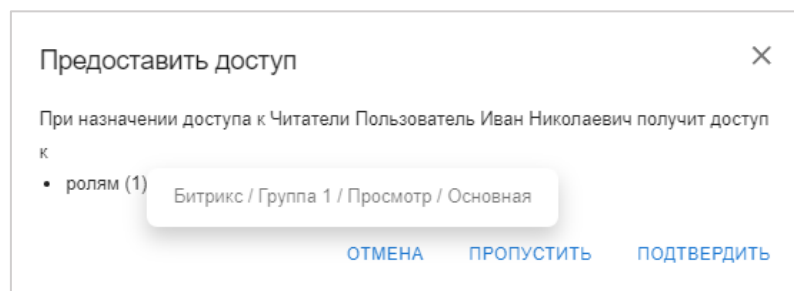 Предоставить доступ
При назначении доступа к Читатели Пользователь Иван Николаевич получит доступ
к
• ролям (1)
Битрикс / Группа 1 / Просмотр / Основная
ОТМЕНА ПРОПУСТИТЬ ПОДТВЕРДИТЬ